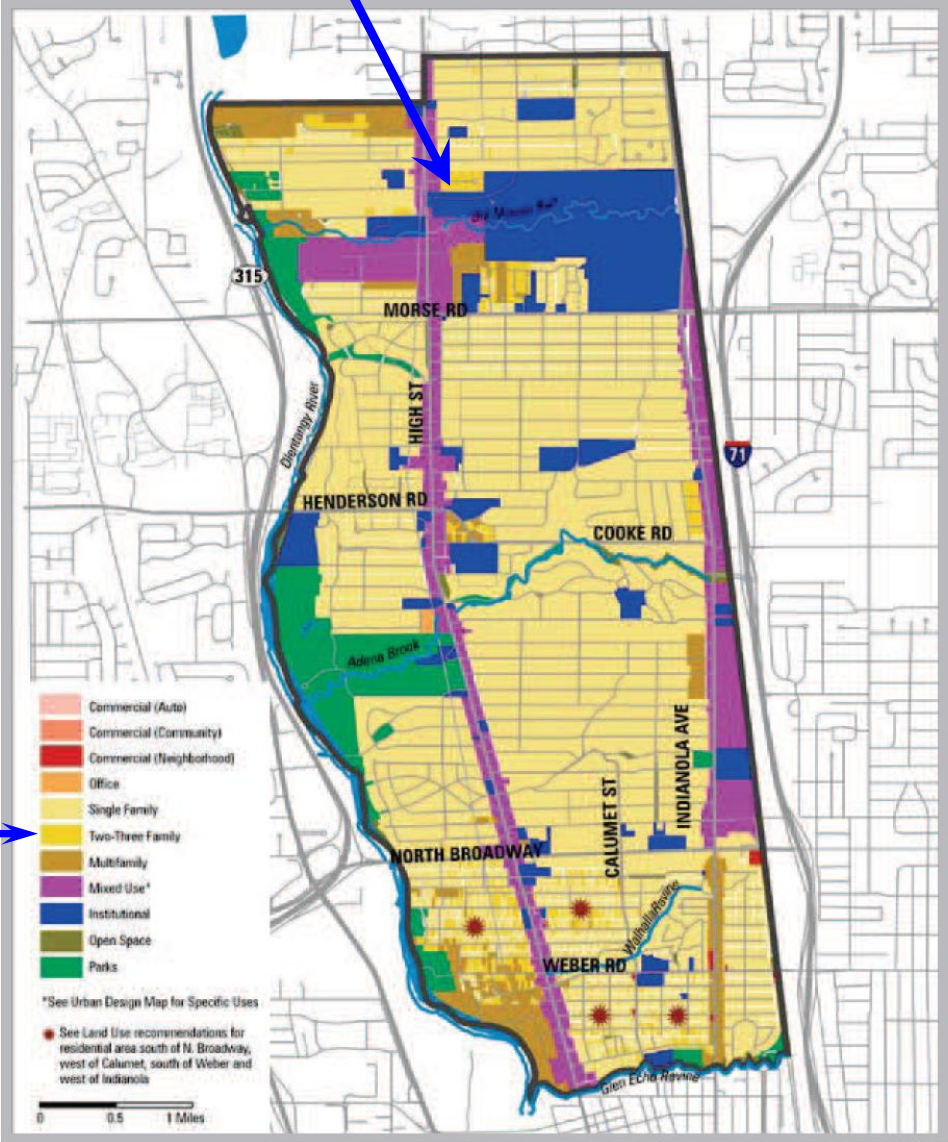 315
MORSE RD
Olentangy River
HIGH ST
71
HENDERSON RD
COOKE RD
Adena Brook
INDIANOLA AVE
CALUMET ST
NORTH BROADWAY
Walhalla Ravine
WEBER RD
Glen Echo Ravine
Commercial (Auto)
Commercial (Community)
Commercial (Neighborhood)
Office
Single Family
Two-Three Family
Multifamily
Mixed Use*
Institutional
Open Space
Parks
*See Urban Design Map for Specific Uses
See Land Use recommendations for
residential area south of N. Broadway,
west of Calumet, south of Weber and
west of Indianola
0 0.5 1 Miles